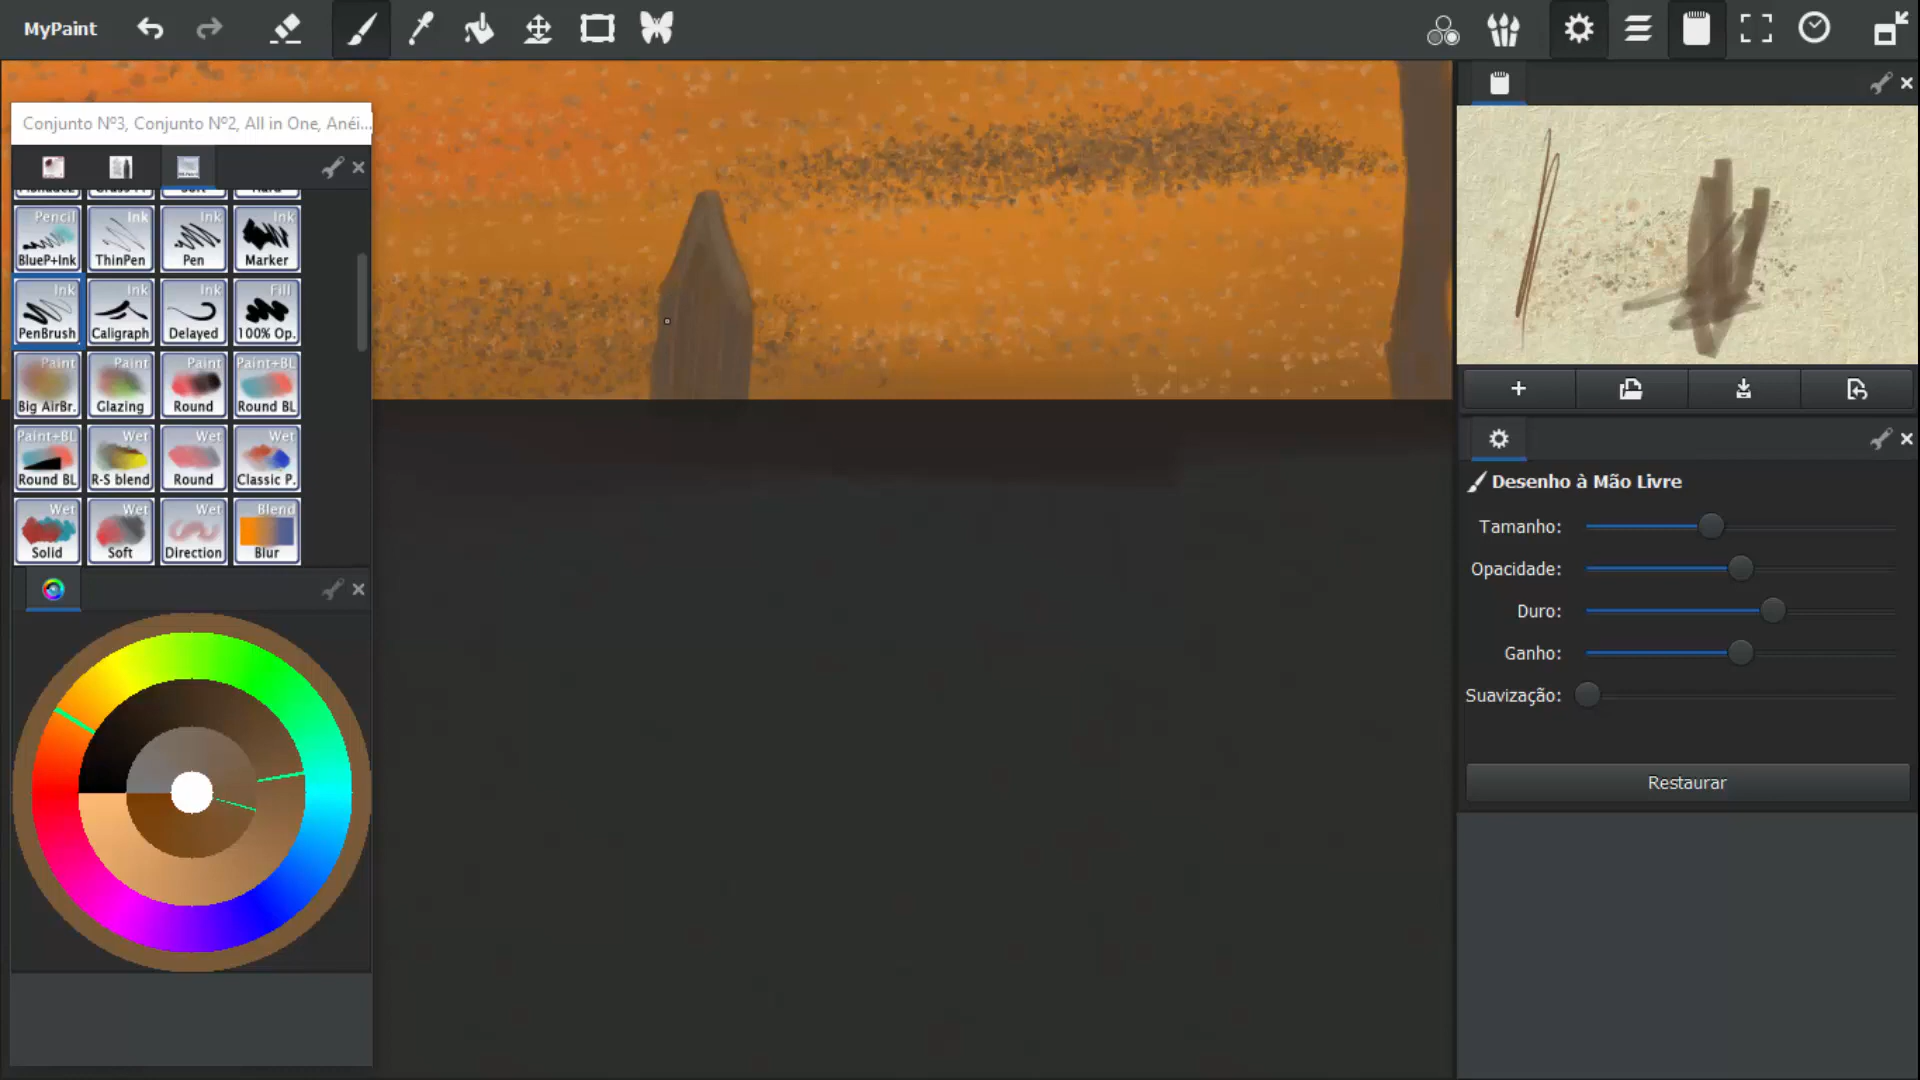 MyPaint
Conjunto Nº3, Conjunto Nº2, All in One, Anéi...
Pencil Ink Ink Ink
BlueP+Ink ThinPen Pen Marker
Ink Ink Ink Fill
PenBrush Caligraph Delayed 100% Op.
Paint Paint Paint Paint+BL
Big AirBr. Glazing Round Round BL
Paint+BL Wet Wet Wet
Round BL R-S blend Round Classic P.
Wet Wet Wet Blend
Solid Soft Direction Blur
Desenho à Mão Livre
Tamanho:
Opacidade:
Duro:
Ganho:
Suavização:
Restaurar